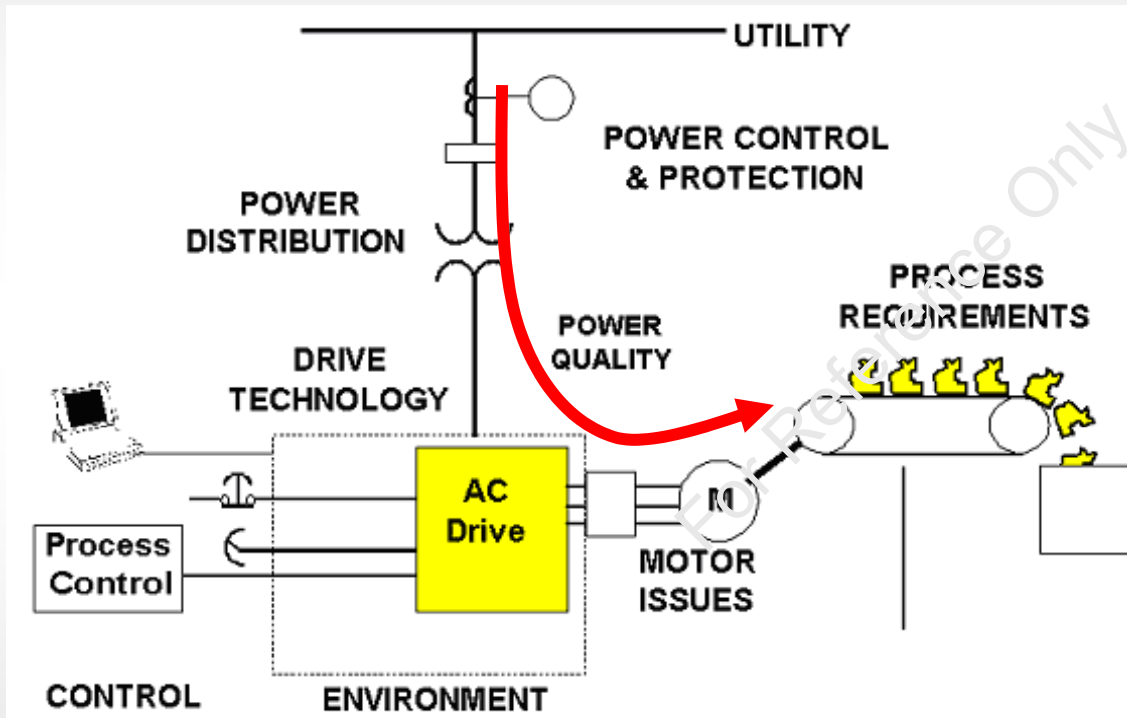 UTILITY
POWER CONTROL
& PROTECTION
POWER
DISTRIBUTION
PROCESS
REQUIREMENTS
POWER
QUALITY
DRIVE
TECHNOLOGY
AC
Drive
M
Process
Control
MOTOR
ISSUES
CONTROL
ENVIRONMENT
For Reference Only